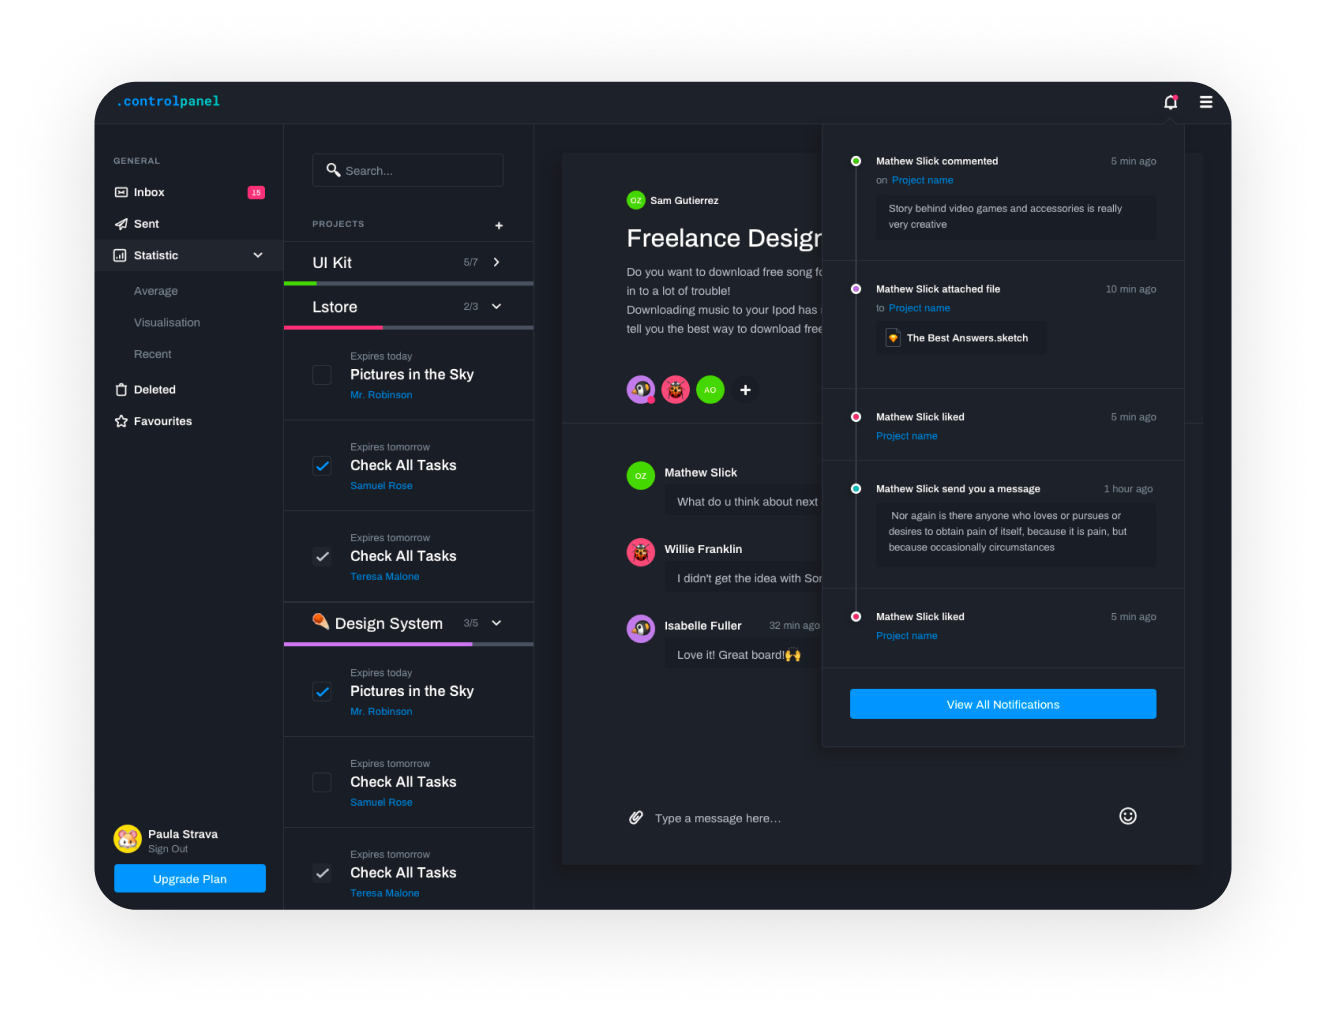 .controlpanel
GENERAL
Inbox
15
Sent
Statistic
Average
Visualisation
Recent
Deleted
Favourites
Paula Strava
Sign Out
Upgrade Plan
Search...
PROJECTS
+
UI Kit
5/7
Lstore
2/3
Expires today
Pictures in the Sky
Mr. Robinson
Expires tomorrow
Check All Tasks
Samuel Rose
Expires tomorrow
Check All Tasks
Teresa Malone
Design System
3/5
Expires today
Pictures in the Sky
Mr. Robinson
Expires tomorrow
Check All Tasks
Samuel Rose
Expires tomorrow
Check All Tasks
Teresa Malone
OZ
Sam Gutierrez
Freelance Design
Do you want to download free song fo
in to a lot of trouble!
Downloading music to your Ipod has
tell you the best way to download free
AO
+
OZ
Mathew Slick
What do u think about next
Willie Franklin
I didn't get the idea with Son
Isabelle Fuller
32 min ago
Love it! Great board!🙌
Type a message here...
Mathew Slick commented
5 min ago
on Project name
Story behind video games and accessories is really
very creative
Mathew Slick attached file
10 min ago
to Project name
The Best Answers.sketch
Mathew Slick liked
5 min ago
Project name
Mathew Slick send you a message
1 hour ago
Nor again is there anyone who loves or pursues or
desires to obtain pain of itself, because it is pain, but
because occasionally circumstances
Mathew Slick liked
5 min ago
Project name
View All Notifications